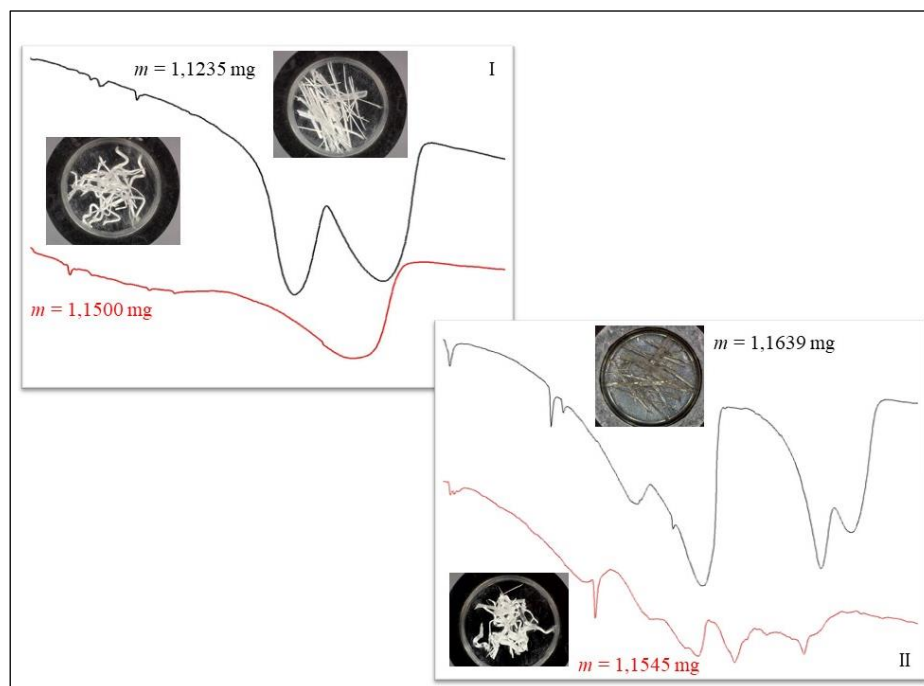 m = 1,1235 mg
I
m = 1,1500 mg
m = 1,1639 mg
m = 1,1545 mg
II